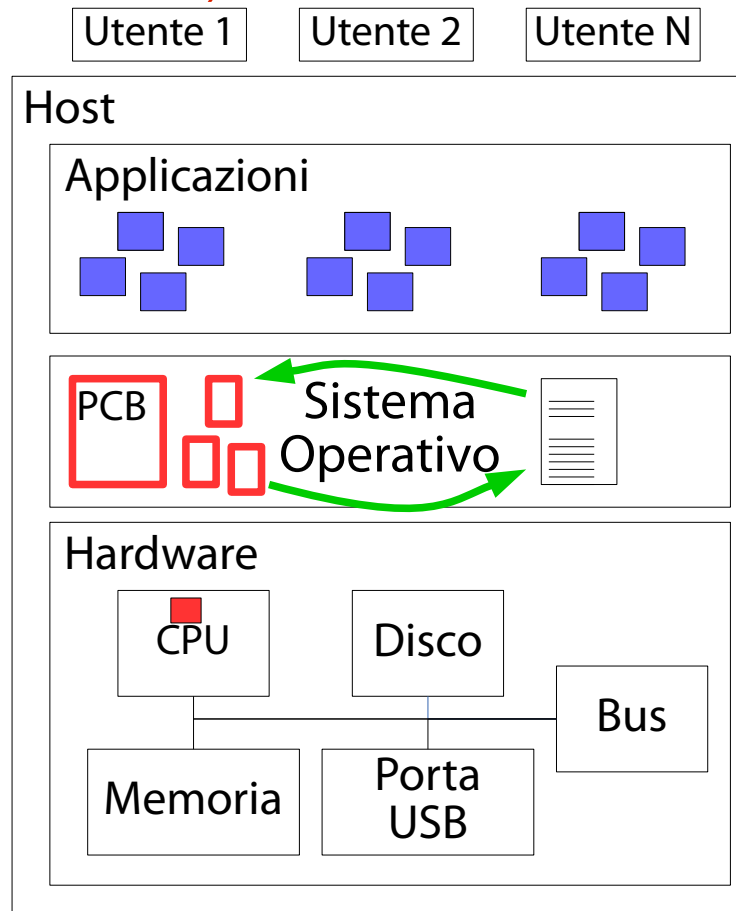 Utente 1
Utente 2
Utente N
Host
Applicazioni
PCB
Sistema
Operativo
Hardware
CPU
Disco
Bus
Memoria
Porta
USB